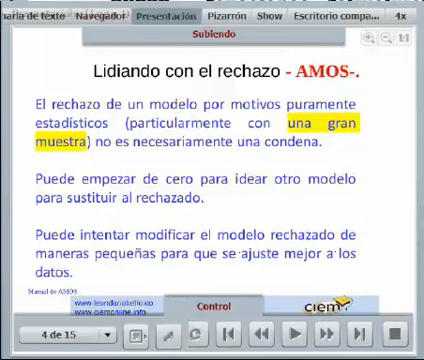 harla de texto Navegador Presentación Pizarrón Show Escritorio compa... 4x
Subiendo
Lidiando con el rechazo - AMOS-.
El rechazo de un modelo por motivos puramente
estadísticos (particularmente con una gran
muestra) no es necesariamente una condena.
Puede empezar de cero para idear otro modelo
para sustituir al rechazado.
Puede intentar modificar el modelo rechazado de
maneras pequeñas para que se ajuste mejor a los
datos.
Manual de AMOS
www.leondariobello.co
www.ciemonline.info
Control
ciem
4 de 15